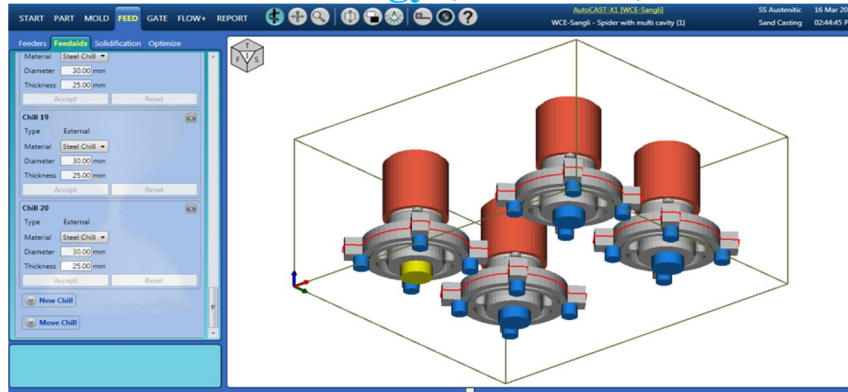 START PART MOLD FEED GATE FLOW+ REPORT
AutoCAST-X1 [WCE-Sangli]
WCE-Sangli - Spider with multi cavity (1)
SS Austenitic 16 Mar 20
Sand Casting 02:44:45 P
Feeders Feedaids Solidification Optimize
Material Steel Chill
Diameter 30.00 mm
Thickness 25.00 mm
Accept Reset
Chill 19
Type External
Material Steel Chill
Diameter 30.00 mm
Thickness 25.00 mm
Accept Reset
Chill 20
Type External
Material Steel Chill
Diameter 30.00 mm
Thickness 25.00 mm
Accept Reset
New Chill
Move Chill
T
F S